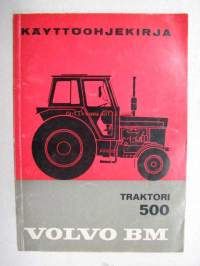 KÄYTTÖOHJEKIRJA
TRAKTORI
500
VOLVO BM